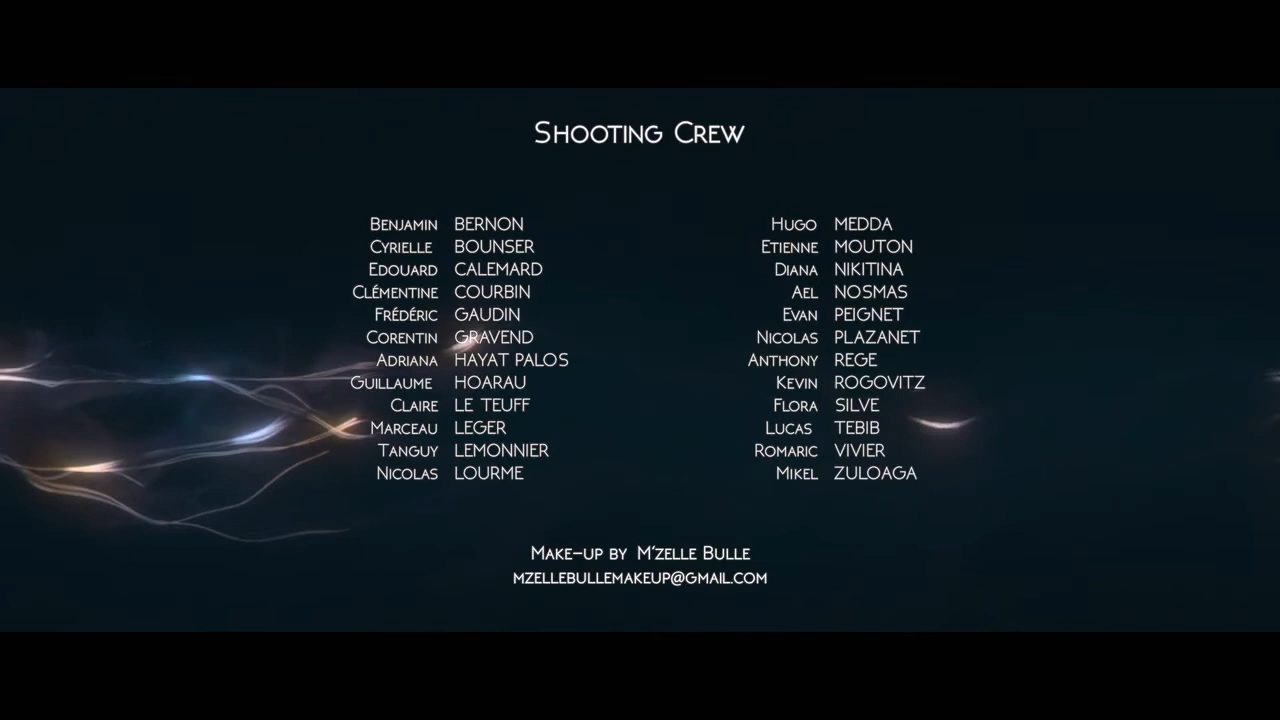 Shooting Crew
Benjamin BERNON
Cyrielle BOUNSER
Edouard CALEMARD
Clémentine COURBIN
Frédéric GAUDIN
Corentin GRAVEND
Adriana HAYAT PALOS
Guillaume HOARAU
Claire LE TEUFF
Marceau LEGER
Tanguy LEMONNIER
Nicolas LOURME
Hugo MEDDA
Etienne MOUTON
Diana NIKITINA
Ael NOSMAS
Evan PEIGNET
Nicolas PLAZANET
Anthony REGE
Kevin ROGOVITZ
Flora SILVE
Lucas TEBIB
Romaric VIVIER
Mikel ZULOAGA
Make-up by M'zelle Bulle
mzellebullemakeup@gmail.com